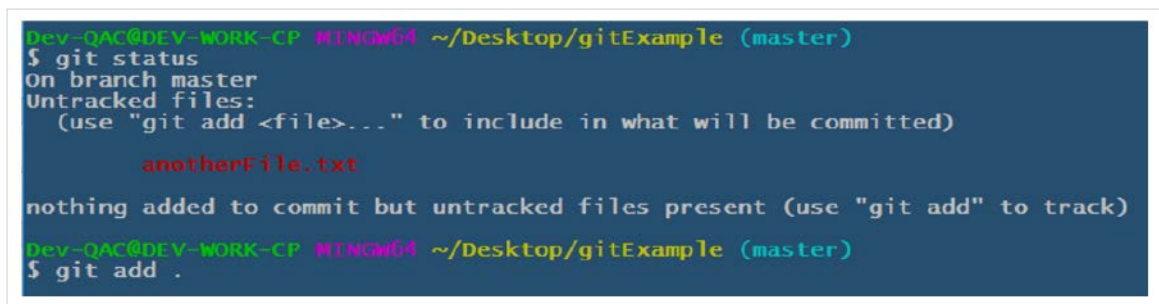 Dev-QAC@DEV-WORK-CP MINGW64 ~/Desktop/gitExample (master)
$ git status
On branch master
Untracked files:
  (use "git add <file>..." to include in what will be committed)
        anotherFile.txt
nothing added to commit but untracked files present (use "git add" to track)
Dev-QAC@DEV-WORK-CP MINGW64 ~/Desktop/gitExample (master)
$ git add .